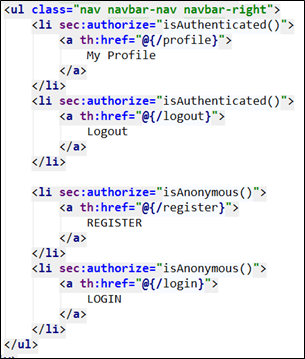 <ul class="nav navbar-nav navbar-right">
<li sec:authorize="isAuthenticated()">
<a th:href="@{/profile}">
My Profile
</a>
</li>
<li sec:authorize="isAuthenticated()">
<a th:href="@{/logout}">
Logout
</a>
</li>
<li sec:authorize="isAnonymous()">
<a th:href="@{/register}">
REGISTER
</a>
</li>
<li sec:authorize="isAnonymous()">
<a th:href="@{/login}">
LOGIN
</a>
</li>
</ul>